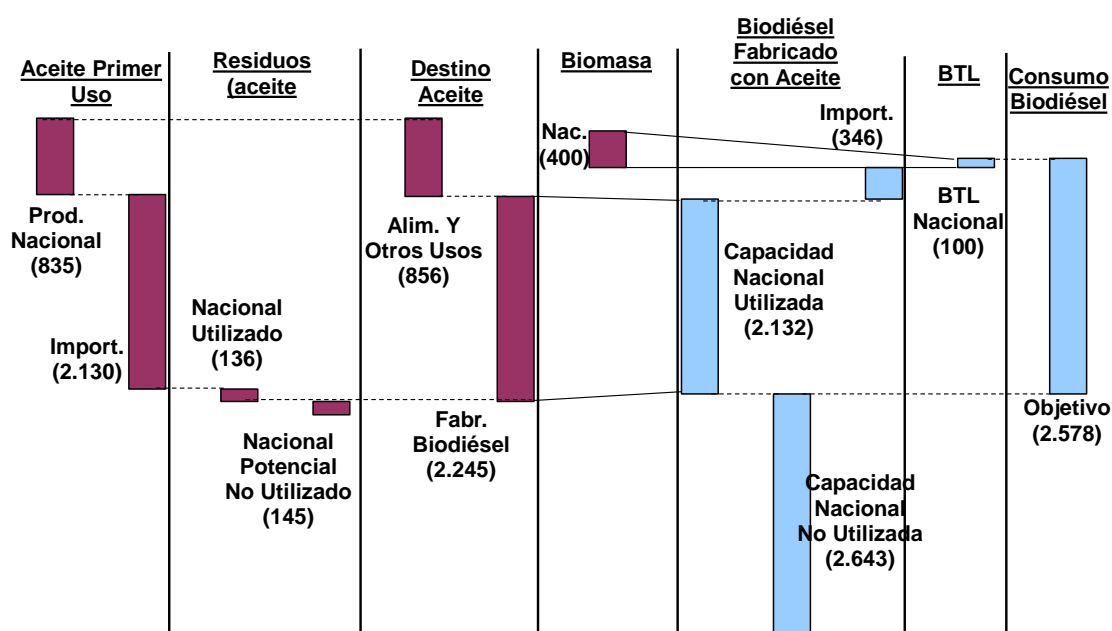 Aceite Primer
Uso
Residuos
(aceite
Destino
Aceite
Biomasa
Biodiésel
Fabricado
con Aceite
BTL
Consumo
Biodiésel
Prod.
Nacional
(835)
Import.
(2.130)
Nacional
Utilizado
(136)
Nacional
Potencial
No Utilizado
(145)
Alim. Y
Otros Usos
(856)
Fabr.
Biodiésel
(2.245)
Nac.
(400)
Import.
(346)
Capacidad
Nacional
Utilizada
(2.132)
Capacidad
Nacional
No Utilizada
(2.643)
BTL
Nacional
(100)
Objetivo
(2.578)